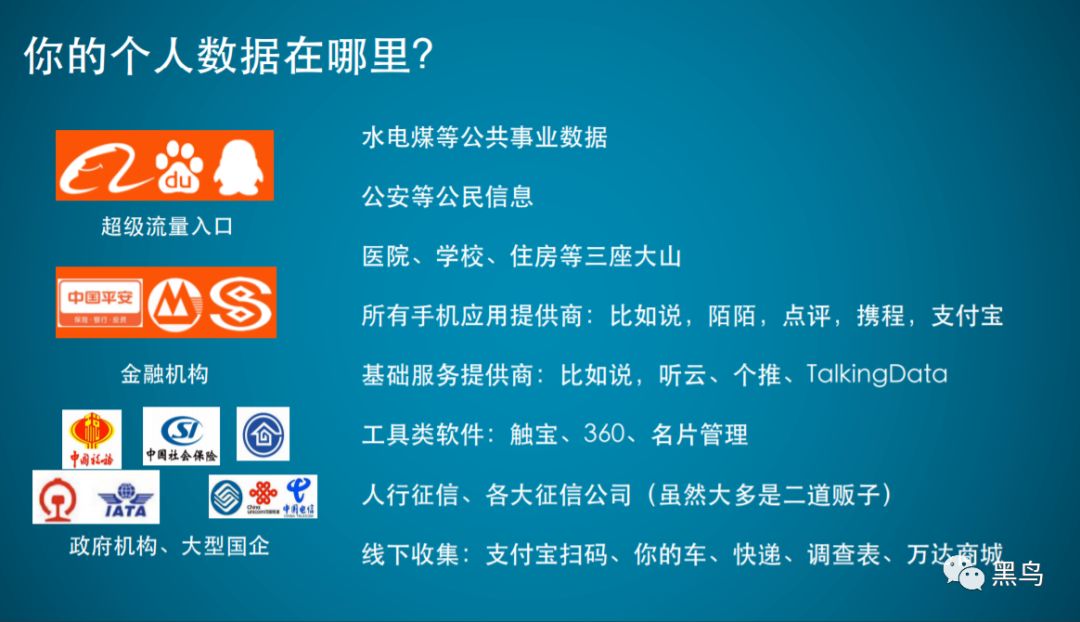 你的个人数据在哪里？
du
超级流量入口
中国平安
保险·银行·投资
金融机构
中国税务
CSI
中国社会保险
IATA
China
unicom中国联通
中国电信
CHINA TELECOM
政府机构、大型国企
水电煤等公共事业数据
公安等公民信息
医院、学校、住房等三座大山
所有手机应用提供商：比如说，陌陌，点评，携程，支付宝
基础服务提供商：比如说，听云、个推、TalkingData
工具类软件：触宝、360、名片管理
人行征信、各大征信公司（虽然大多是二道贩子）
线下收集：支付宝扫码、你的车、快递、调查表、万达商城
黑鸟